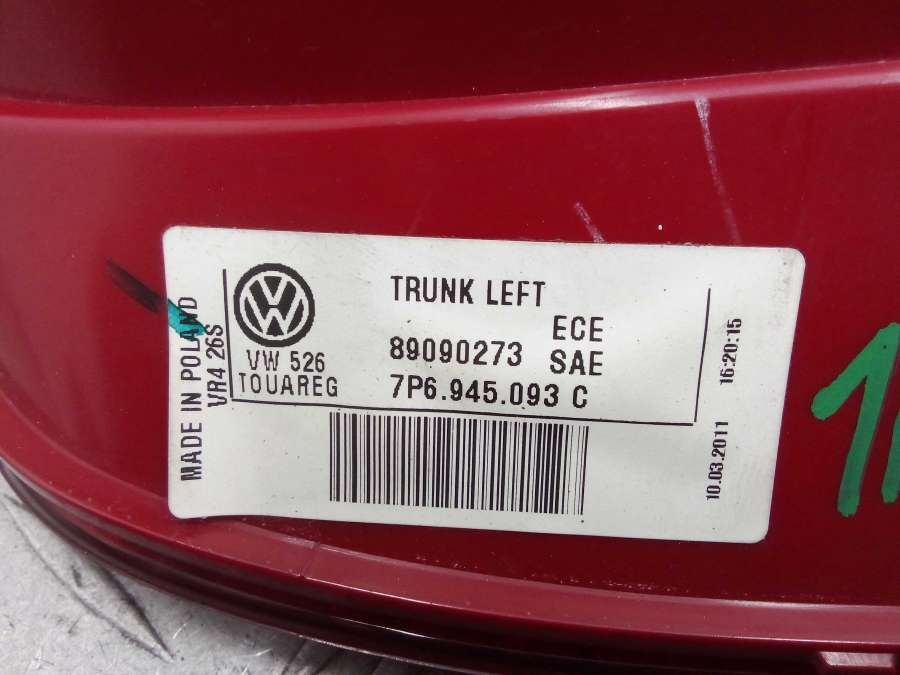 TRUNK LEFT
ECE
89090273 SAE
7P6.945.093 C
VW 526
TOUAREG
MADE IN POLAND
VR4 26S
10.03.2011 16:20:15